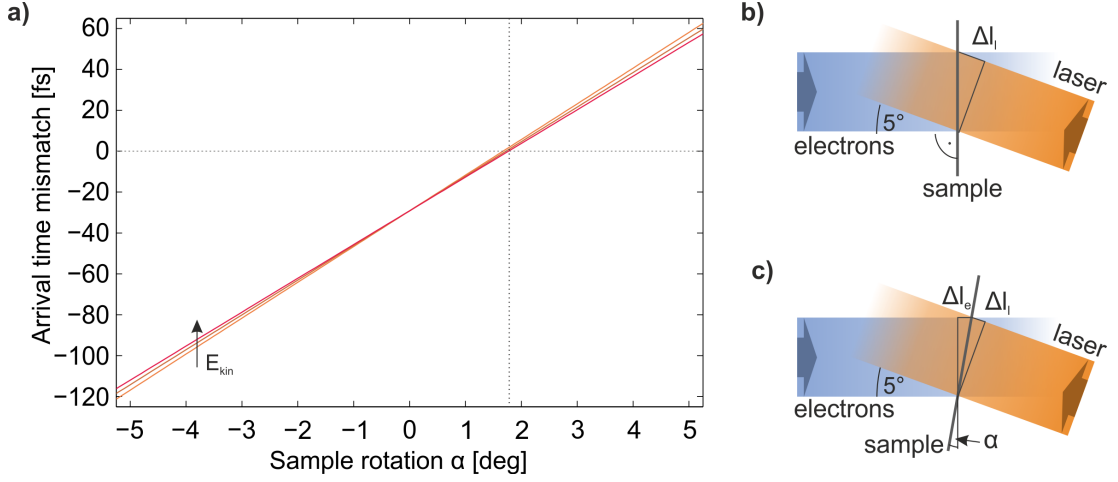 a)
Arrival time mismatch [fs]
60
40
20
0
−20
−40
−60
−80
−100
−120
E_kin
−5 −4 −3 −2 −1 0 1 2 3 4 5
Sample rotation α [deg]
b)
Δl_l
laser
5°
electrons
sample
c)
Δl_e Δl_l
laser
5°
electrons
sample
α